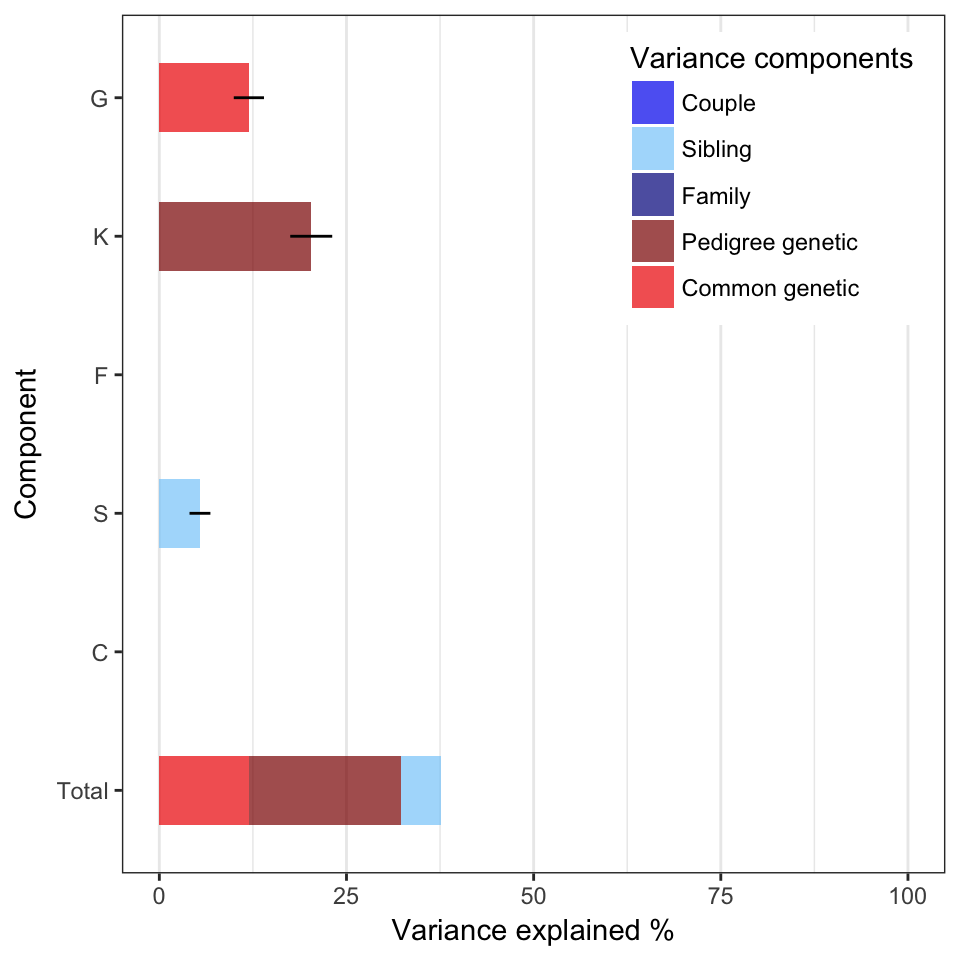 Variance components
Couple
Sibling
Family
Pedigree genetic
Common genetic
G
K
F
S
C
Total
Component
0 25 50 75 100
Variance explained %